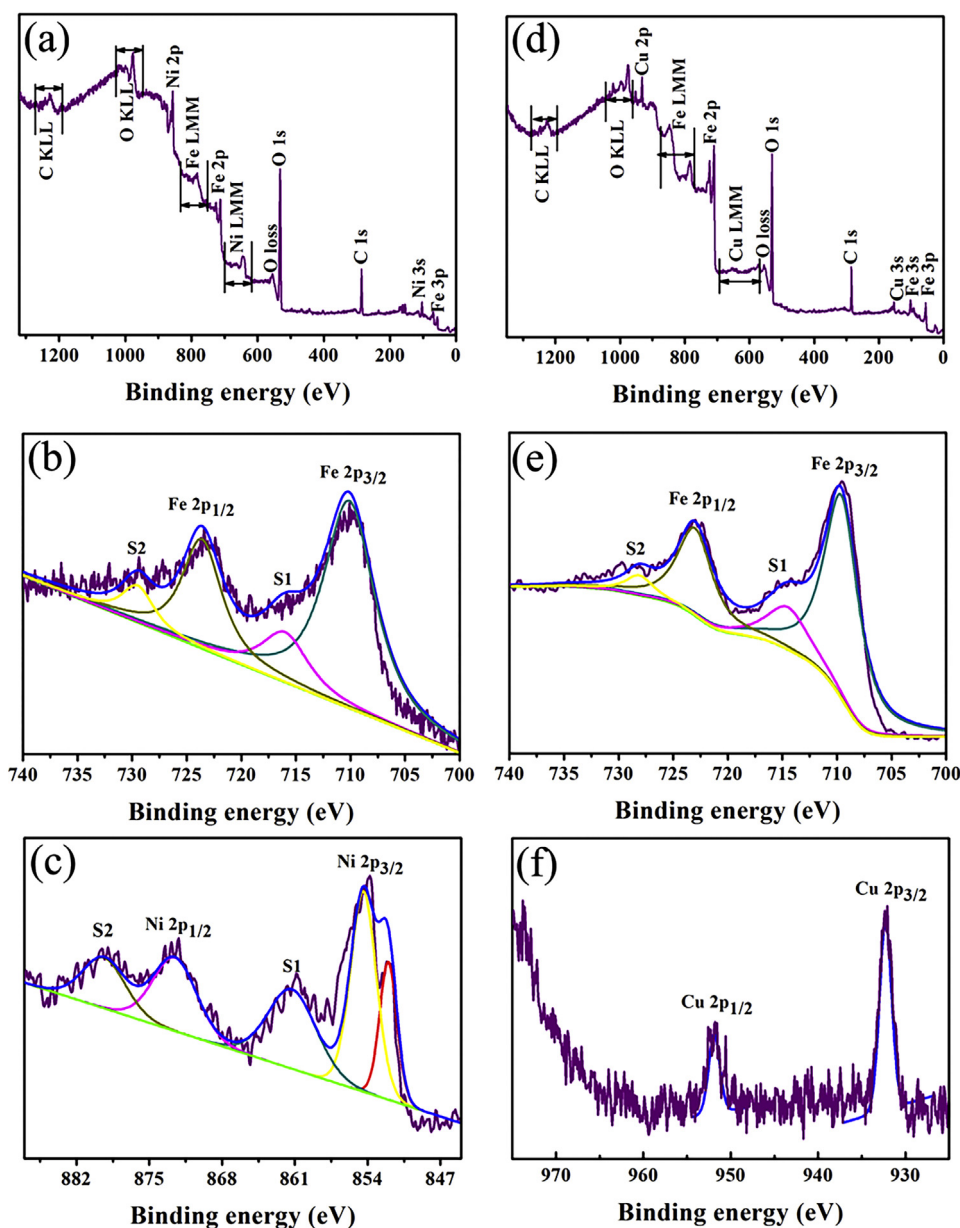 (a)
C KLL
O KLL
Ni 2p
Fe LMM
Fe 2p
Ni LMM
O loss
O 1s
C 1s
Ni 3s
Fe 3p
1200 1000 800 600 400 200 0
Binding energy (eV)
(d)
C KLL
O KLL
Cu 2p
Fe LMM
Fe 2p
Cu LMM
O loss
O 1s
C 1s
Cu 3s
Fe 3s
Fe 3p
1200 1000 800 600 400 200 0
Binding energy (eV)
(b)
S2
Fe 2p1/2
S1
Fe 2p3/2
740 735 730 725 720 715 710 705 700
Binding energy (eV)
(e)
S2
Fe 2p1/2
S1
Fe 2p3/2
740 735 730 725 720 715 710 705 700
Binding energy (eV)
(c)
S2
Ni 2p1/2
S1
Ni 2p3/2
882 875 868 861 854 847
Binding energy (eV)
(f)
Cu 2p1/2
Cu 2p3/2
970 960 950 940 930
Binding energy (eV)